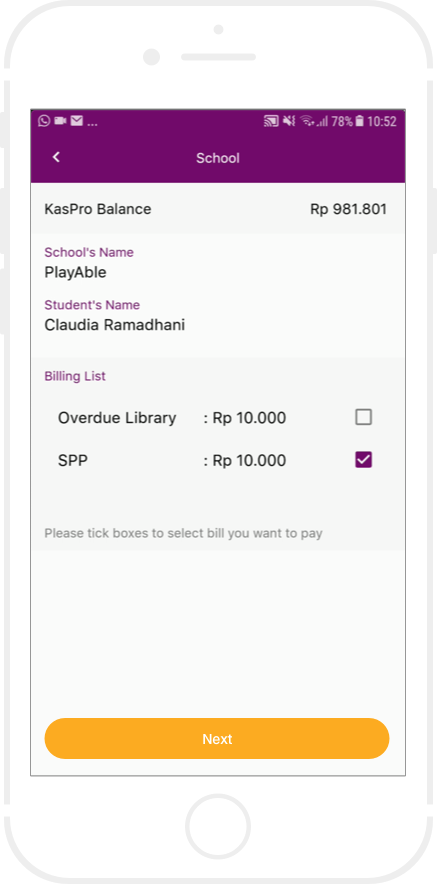 ... 78% 10:52
School
KasPro Balance Rp 981.801
School's Name
PlayAble
Student's Name
Claudia Ramadhani
Billing List
Overdue Library : Rp 10.000
SPP : Rp 10.000
Please tick boxes to select bill you want to pay
Next